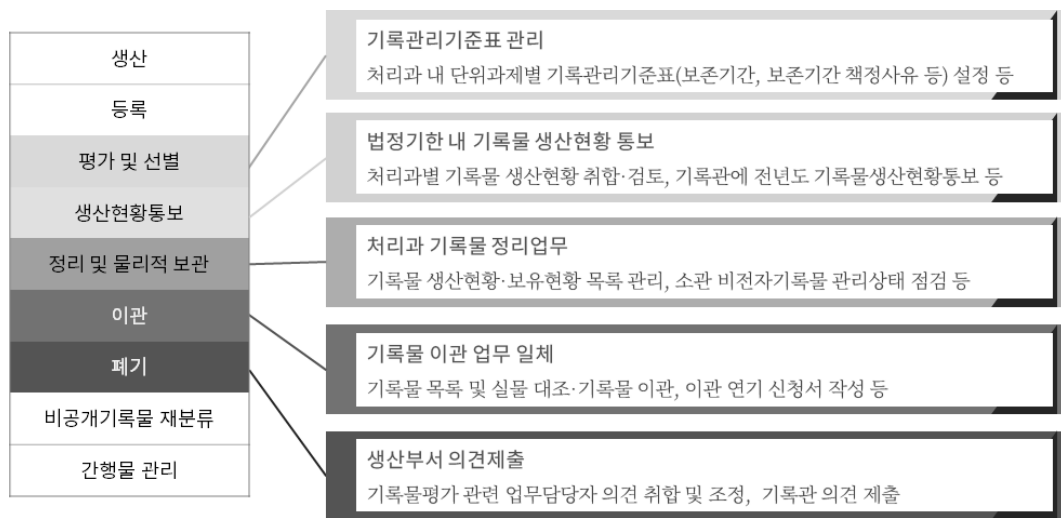 생산
등록
평가 및 선별
생산현황통보
정리 및 물리적 보관
이관
폐기
비공개기록물 재분류
간행물 관리
기록관리기준표 관리
처리과 내 단위과제별 기록관리기준표(보존기간, 보존기간 책정사유 등) 설정 등
법정기한 내 기록물 생산현황 통보
처리과별 기록물 생산현황 취합·검토, 기록관에 전년도 기록물생산현황통보 등
처리과 기록물 정리업무
기록물 생산현황·보유현황 목록 관리, 소관 비전자기록물 관리상태 점검 등
기록물 이관 업무 일체
기록물 목록 및 실물 대조·기록물 이관, 이관 연기 신청서 작성 등
생산부서 의견제출
기록물평가 관련 업무담당자 의견 취합 및 조정, 기록관 의견 제출